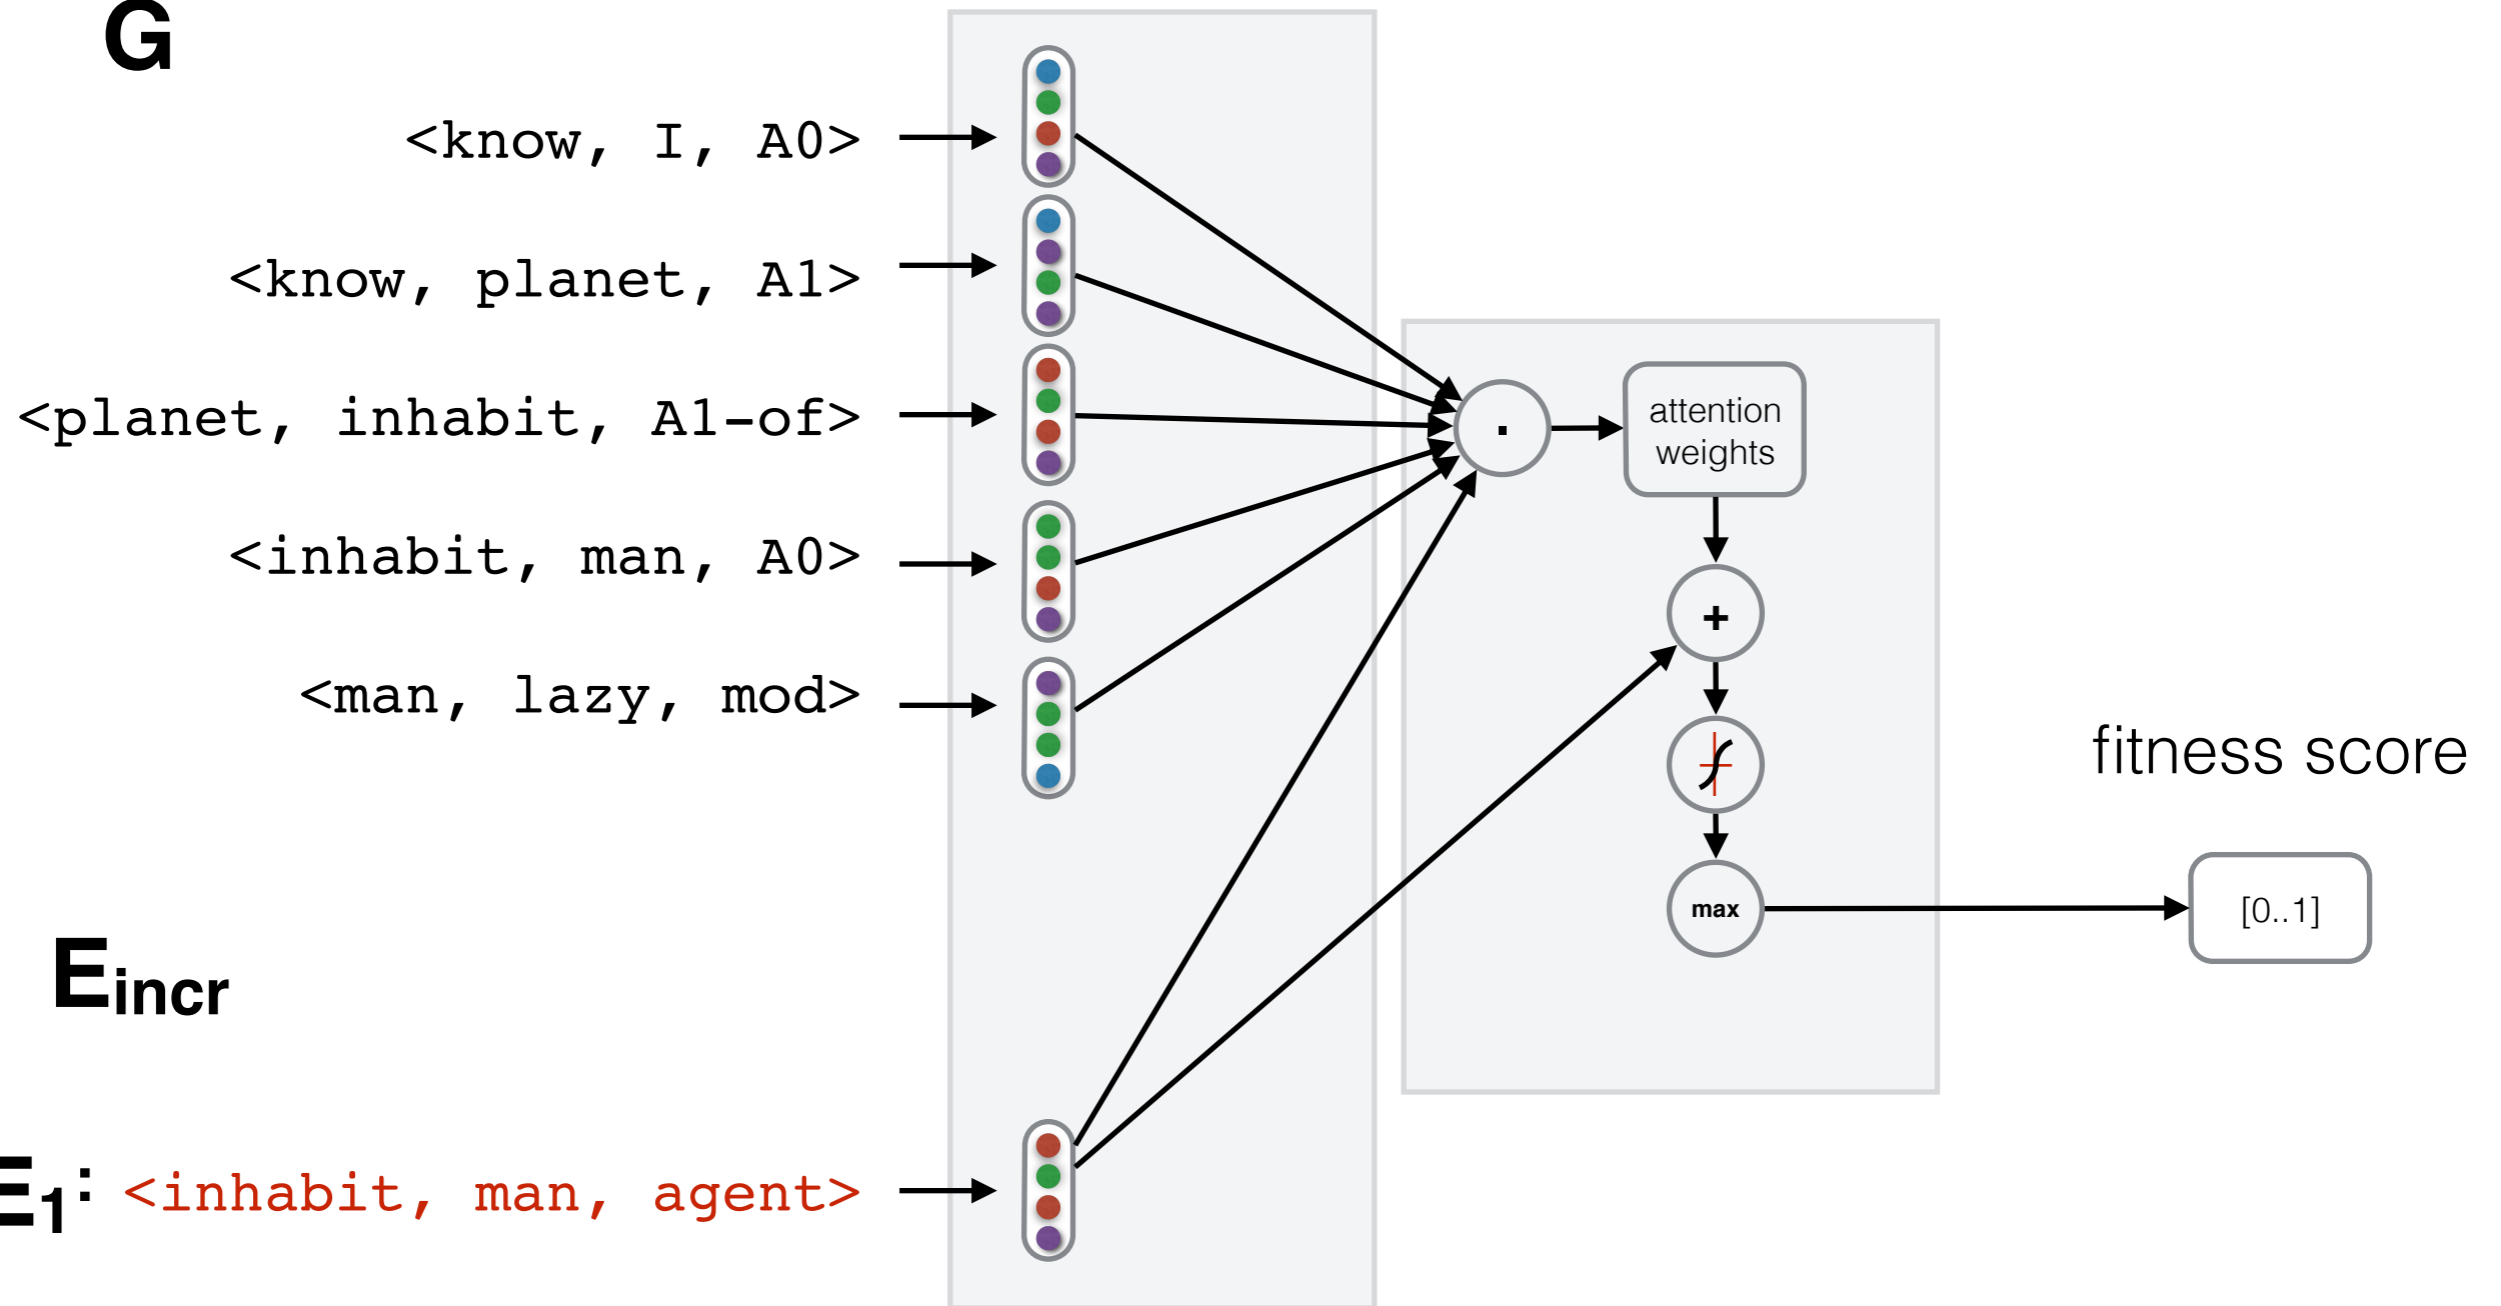 G
<know, I, A0>
<know, planet, A1>
<planet, inhabit, A1-of>
<inhabit, man, A0>
<man, lazy, mod>
.
attention
weights
+
fitness score
max
[0..1]
Eincr
E1: <inhabit, man, agent>